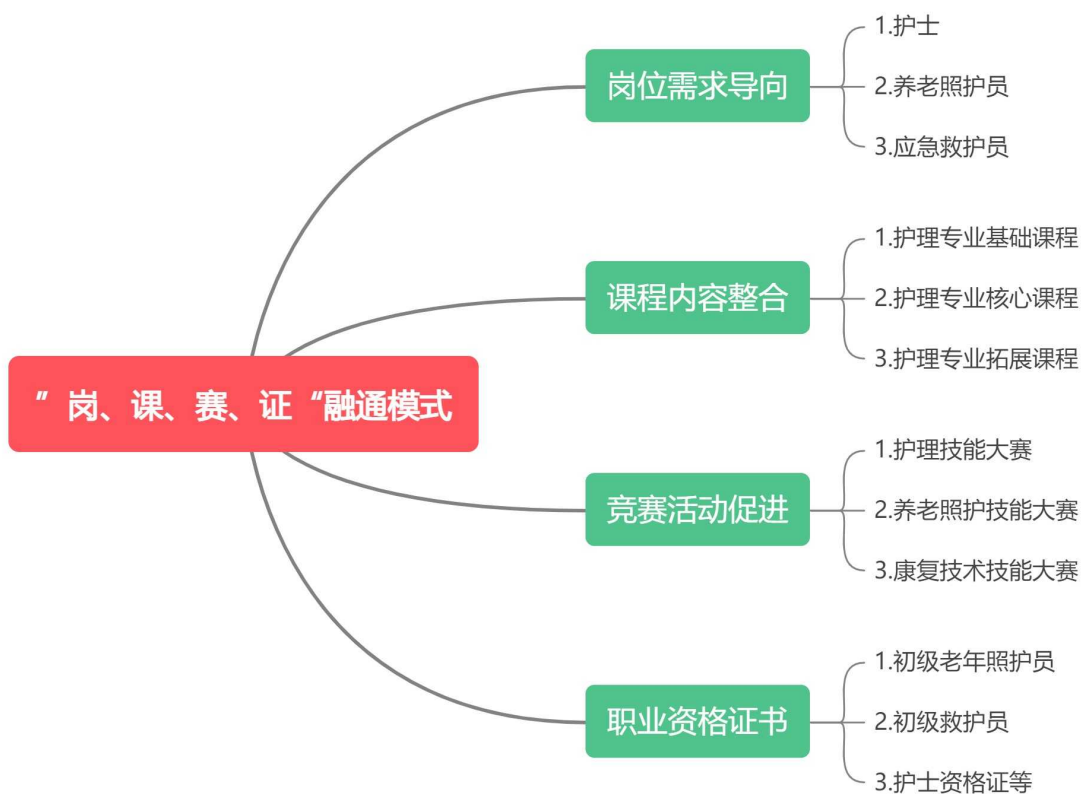 ”岗、课、赛、证“融通模式
岗位需求导向
1.护士
2.养老照护员
3.应急救护员
课程内容整合
1.护理专业基础课程
2.护理专业核心课程
3.护理专业拓展课程
竞赛活动促进
1.护理技能大赛
2.养老照护技能大赛
3.康复技术技能大赛
职业资格证书
1.初级老年照护员
2.初级救护员
3.护士资格证等